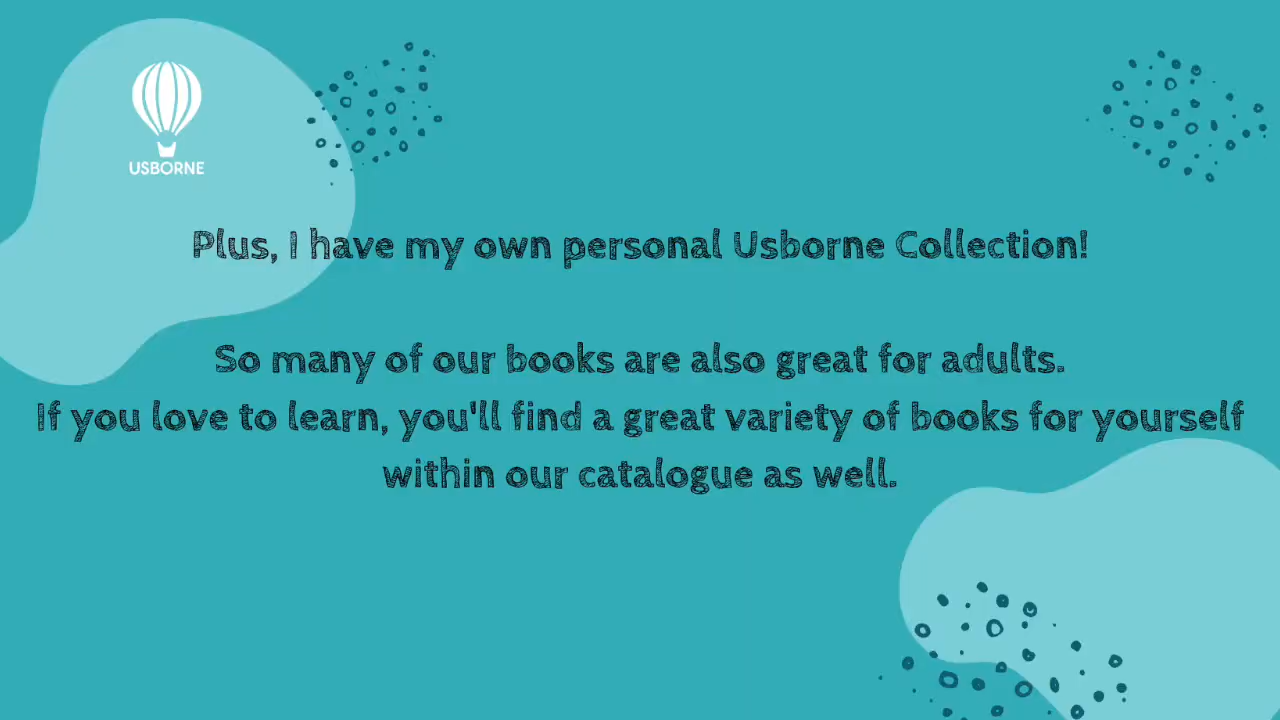 USBORNE
Plus, I have my own personal Usborne Collection!
So many of our books are also great for adults.
If you love to learn, you'll find a great variety of books for yourself
within our catalogue as well.